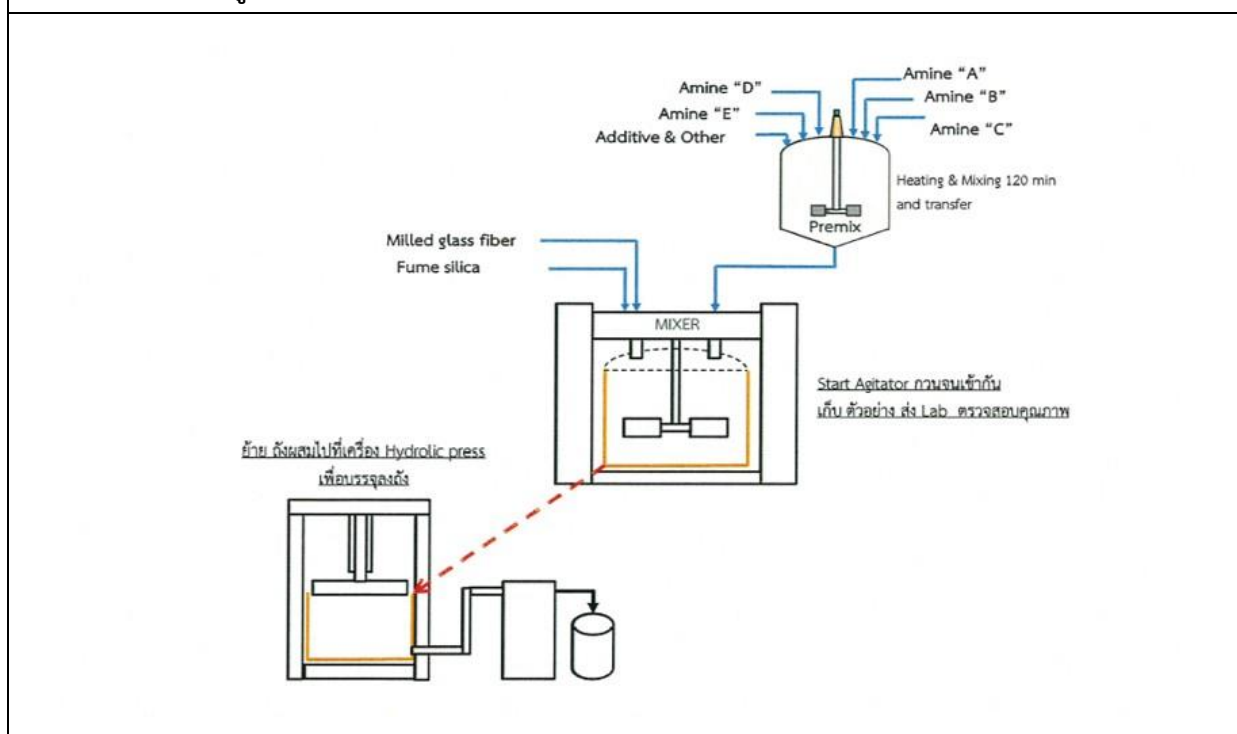 Amine “A”
Amine “D”
Amine “B”
Amine “E”
Amine “C”
Additive & Other
Heating & Mixing 120 min
and transfer
Premix
Milled glass fiber
Fume silica
MIXER
Start Agitator กวนจนเข้ากัน
เก็บ ตัวอย่าง ส่ง Lab ตรวจสอบคุณภาพ
ย้าย ถังผสมไปที่เครื่อง Hydrolic press
เพื่อบรรจุลงถัง